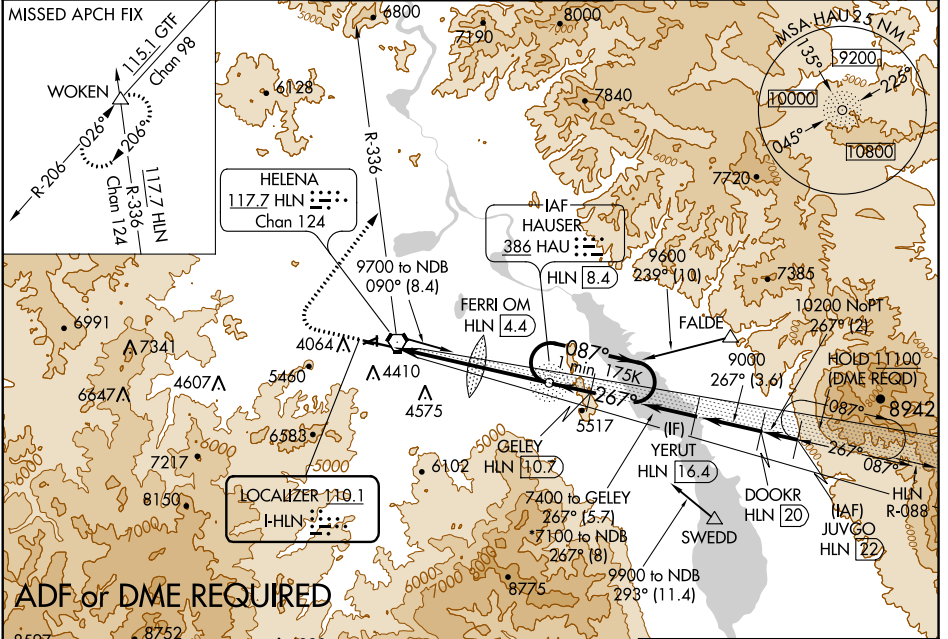 MISSED APCH FIX
115.1 GTF
Chan 98
WOKEN
026°
206°
R-206
117.7 HLN
R-336
Chan 124
6800
7190
8000
6128
7840
R-336
MSA HAU 25 NM
135°
9200
225°
10000
045°
10800
5000
7720
HELENA
117.7 HLN
Chan 124
IAF
HAUSER
386 HAU
HLN 8.4
9700 to NDB
090° (8.4)
9600
239° (10)
7385
FERRI OM
HLN 4.4
FALDE
10200 NoPT
267° (2)
6991
7341
4064
4410
087°
1 min
175K
267°
9000
267° (3.6)
HOLD 11100
(DME REQD)
087°
8942
6647
4607
5460
4575
5517
6583
7217
8150
6102
5000
GELEY
HLN 10.7
(IF)
YERUT
HLN 16.4
267°
087°
HLN
R-088
LOCALIZER 110.1
I-HLN
7400 to GELEY
267° (5.7)
*7100 to NDB
267° (8)
DOOKR
HLN 20
(IAF)
JUVGO
HLN 22
SWEDD
9900 to NDB
293° (11.4)
8775
ADF or DME REQUIRED
8752
8597
6000